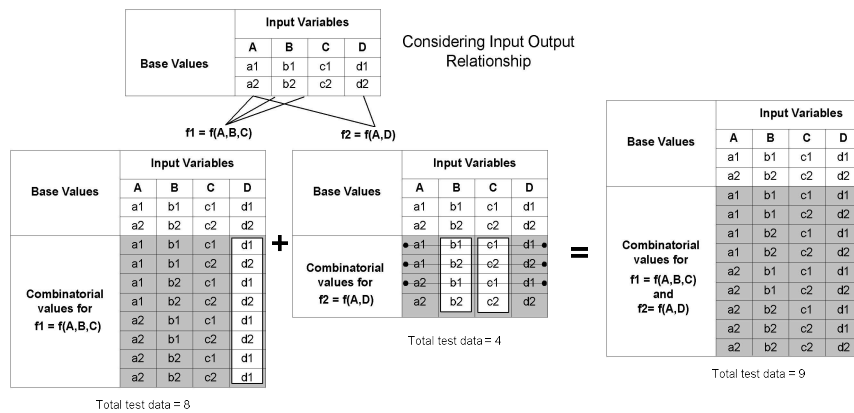 Input Variables
Base Values
A B C D
a1 b1 c1 d1
a2 b2 c2 d2
Considering Input Output
Relationship
f1 = f(A,B,C)
f2 = f(A,D)
Input Variables
Base Values
A B C D
a1 b1 c1 d1
a2 b2 c2 d2
Combinatorial
values for
f1 = f(A,B,C)
a1 b1 c1 d1
a1 b1 c2 d2
a1 b2 c1 d1
a1 b2 c2 d2
a2 b1 c1 d1
a2 b1 c2 d2
a2 b2 c1 d1
a2 b2 c2 d1
Total test data = 8
+
Input Variables
Base Values
A B C D
a1 b1 c1 d1
a2 b2 c2 d2
Combinatorial
values for
f2 = f(A,D)
a1 b1 c1 d1
a1 b2 c2 d2
a2 b1 c1 d1
a2 b2 c2 d2
Total test data = 4
=
Input Variables
Base Values
A B C D
a1 b1 c1 d1
a2 b2 c2 d2
Combinatorial
values for
f1 = f(A,B,C)
and
f2= f(A,D)
a1 b1 c1 d1
a1 b1 c2 d2
a1 b2 c1 d1
a1 b2 c2 d2
a2 b1 c1 d1
a2 b1 c2 d2
a2 b2 c1 d1
a2 b2 c2 d2
a2 b2 c2 d1
Total test data = 9